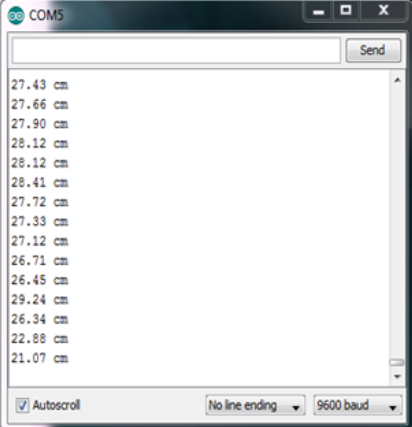 COM5
Send
27.43 cm
27.66 cm
27.90 cm
28.12 cm
28.12 cm
28.41 cm
27.72 cm
27.33 cm
27.12 cm
26.71 cm
26.45 cm
29.24 cm
26.34 cm
22.88 cm
21.07 cm
Autoscroll No line ending 9600 baud